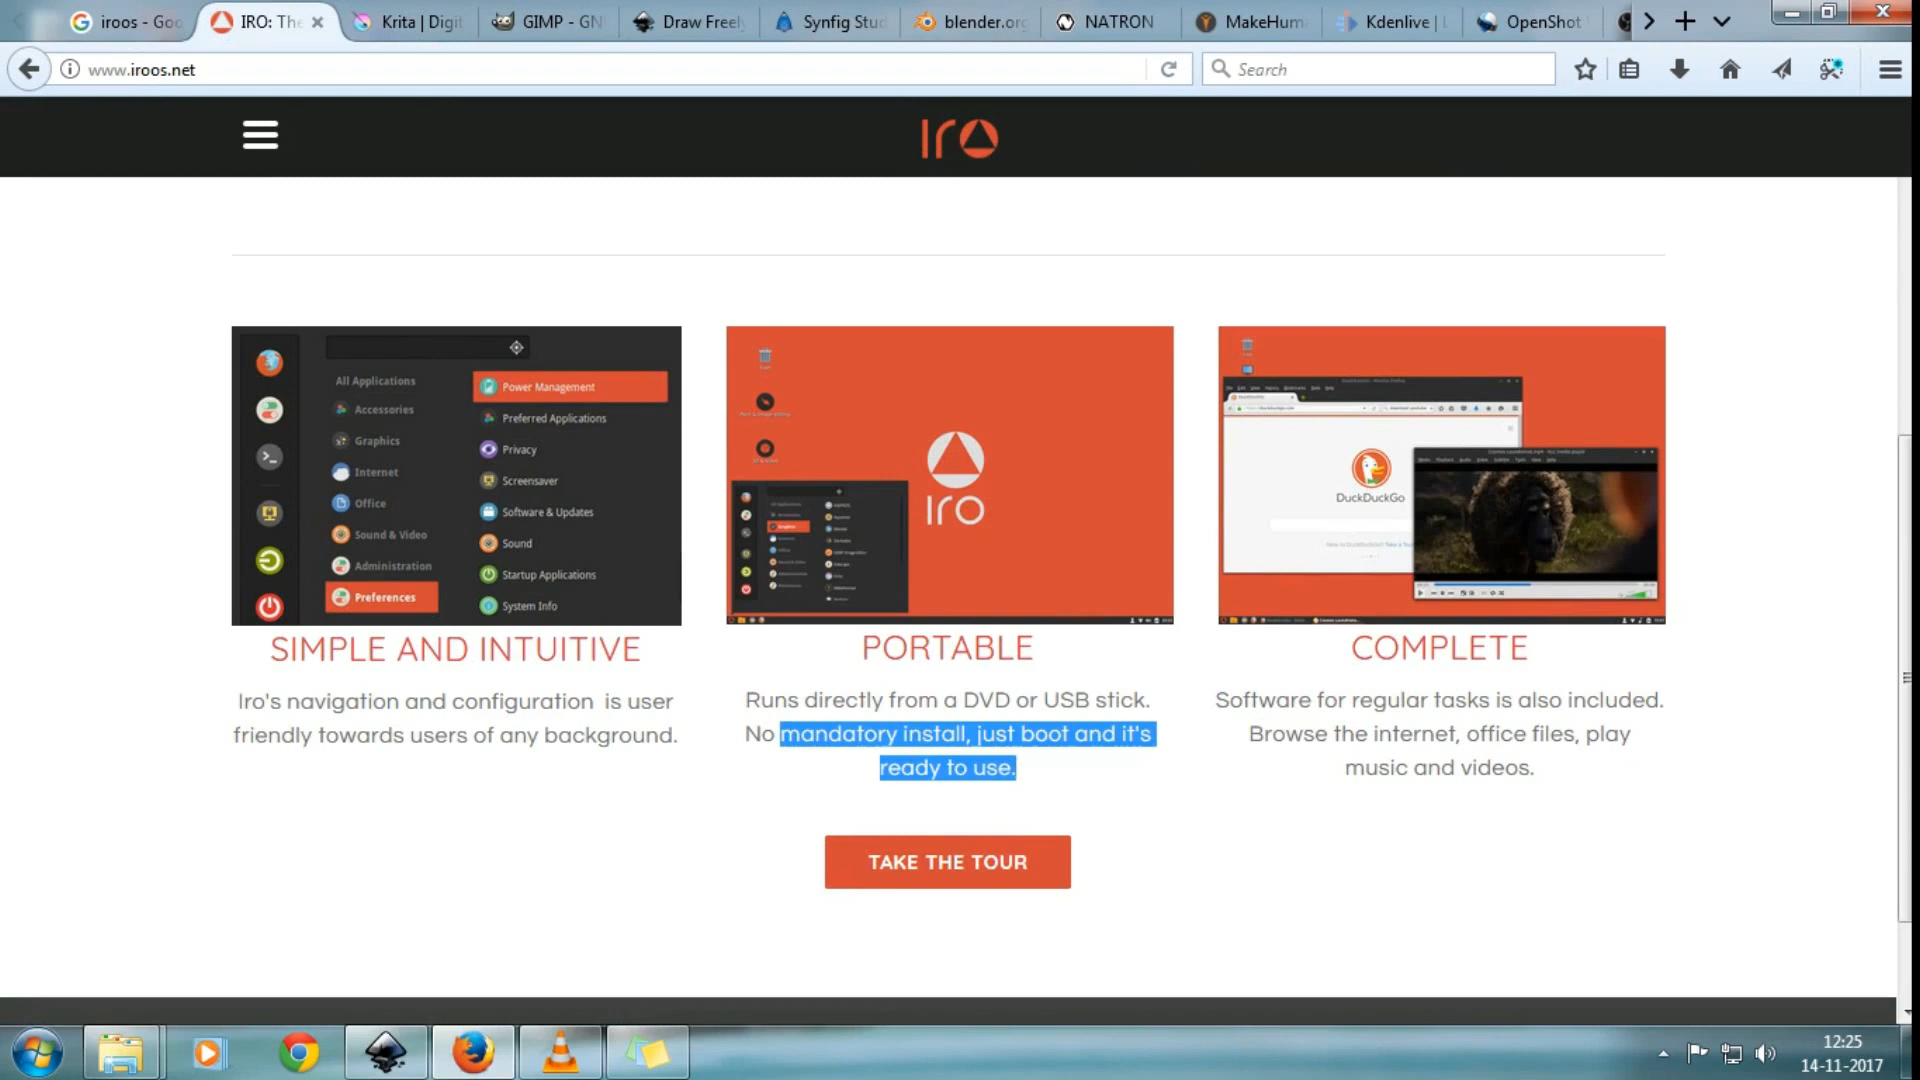 iroos - Goo
IRO: The
Krita | Digit
GIMP - GN
Draw Freely
Synfig Stud
blender.org
NATRON
MakeHum
Kdenlive |
OpenShot
www.iroos.net
Search
Iro
All Applications
Accessories
Graphics
Internet
Office
Sound & Video
Administration
Preferences
Power Management
Preferred Applications
Privacy
Screensaver
Software & Updates
Sound
Startup Applications
System Info
Iro
DuckDuckGo
SIMPLE AND INTUITIVE
Iro's navigation and configuration is user
friendly towards users of any background.
PORTABLE
Runs directly from a DVD or USB stick.
No mandatory install, just boot and it's
ready to use.
COMPLETE
Software for regular tasks is also included.
Browse the internet, office files, play
music and videos.
TAKE THE TOUR
12:25
14-11-2017